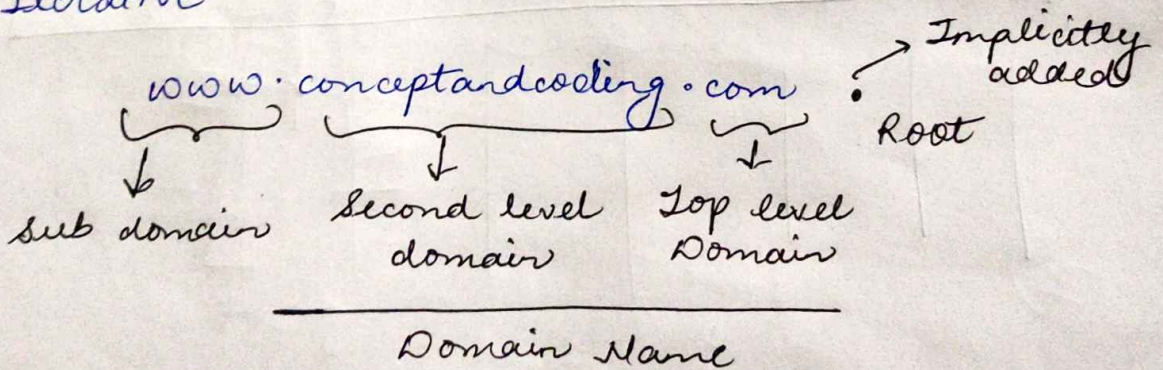 Implicitly
added
www.conceptandcoding.com .
Root
Sub domain
Second level
domain
Top level
Domain
Domain Name